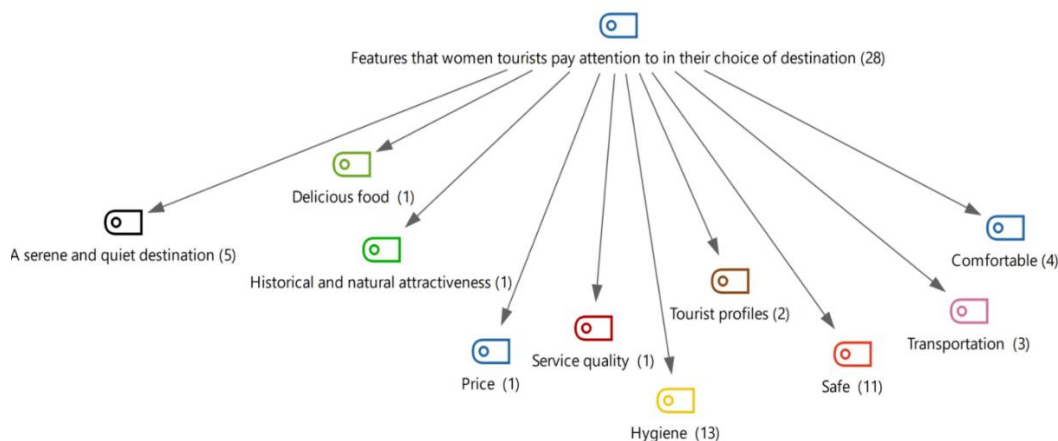 Features that women tourists pay attention to in their choice of destination (28)
Delicious food (1)
A serene and quiet destination (5)
Historical and natural attractiveness (1)
Comfortable (4)
Tourist profiles (2)
Transportation (3)
Service quality (1)
Price (1)
Safe (11)
Hygiene (13)